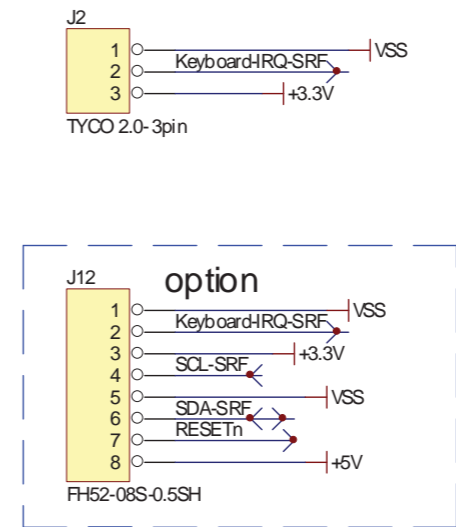 J2
1 VSS
2 Keyboard-IRQ-SRF
3 +3.3V
TYCO 2.0-3pin
option
J12
1 VSS
2 Keyboard-IRQ-SRF
3 +3.3V
4 SCL-SRF
5 VSS
6 SDA-SRF
7 RESETn
8 +5V
FH52-08S-0.5SH